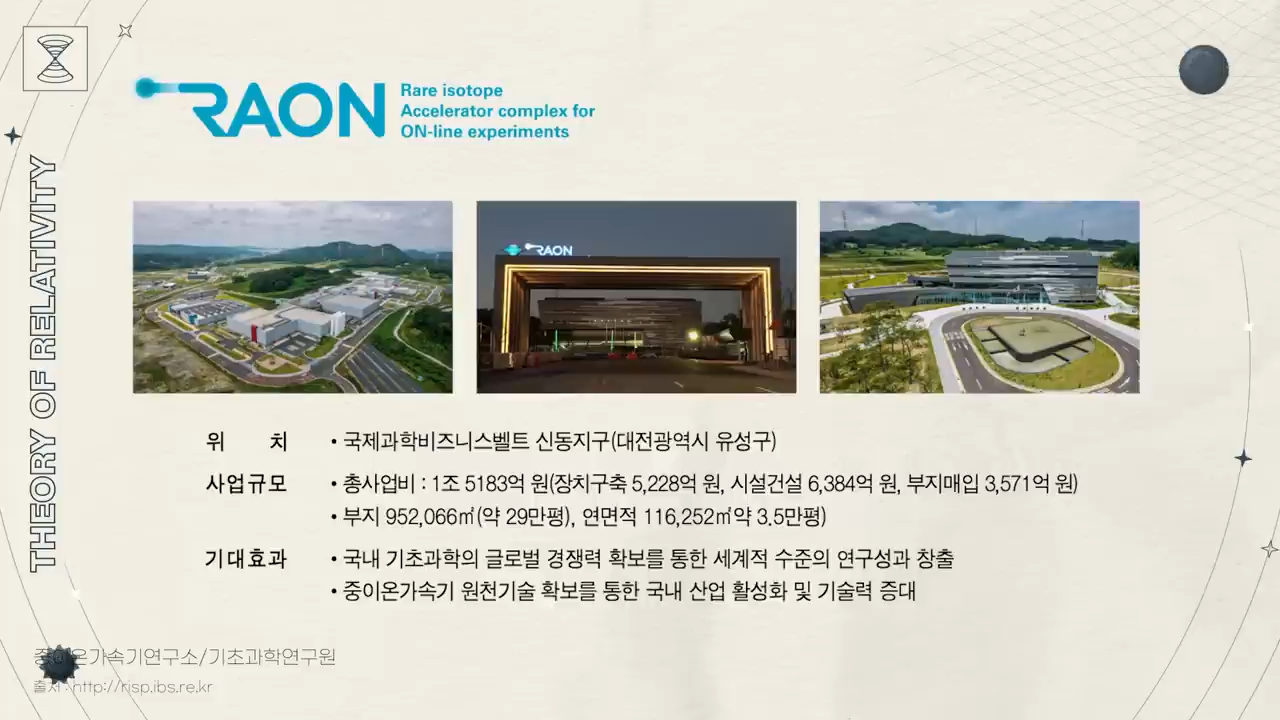 RAON
Rare isotope
Accelerator complex for
ON-line experiments
THEORY OF RELATIVITY
RAON
위 치 • 국제과학비즈니스벨트 신동지구(대전광역시 유성구)
사업규모 • 총사업비 : 1조 5183억 원(장치구축 5,228억 원, 시설건설 6,384억 원, 부지매입 3,571억 원)
• 부지 952,066㎡(약 29만평), 연면적 116,252㎡약 3.5만평)
기대효과 • 국내 기초과학의 글로벌 경쟁력 확보를 통한 세계적 수준의 연구성과 창출
• 중이온가속기 원천기술 확보를 통한 국내 산업 활성화 및 기술력 증대
중이온가속기연구소/기초과학연구원
출처 : http://risp.ibs.re.kr